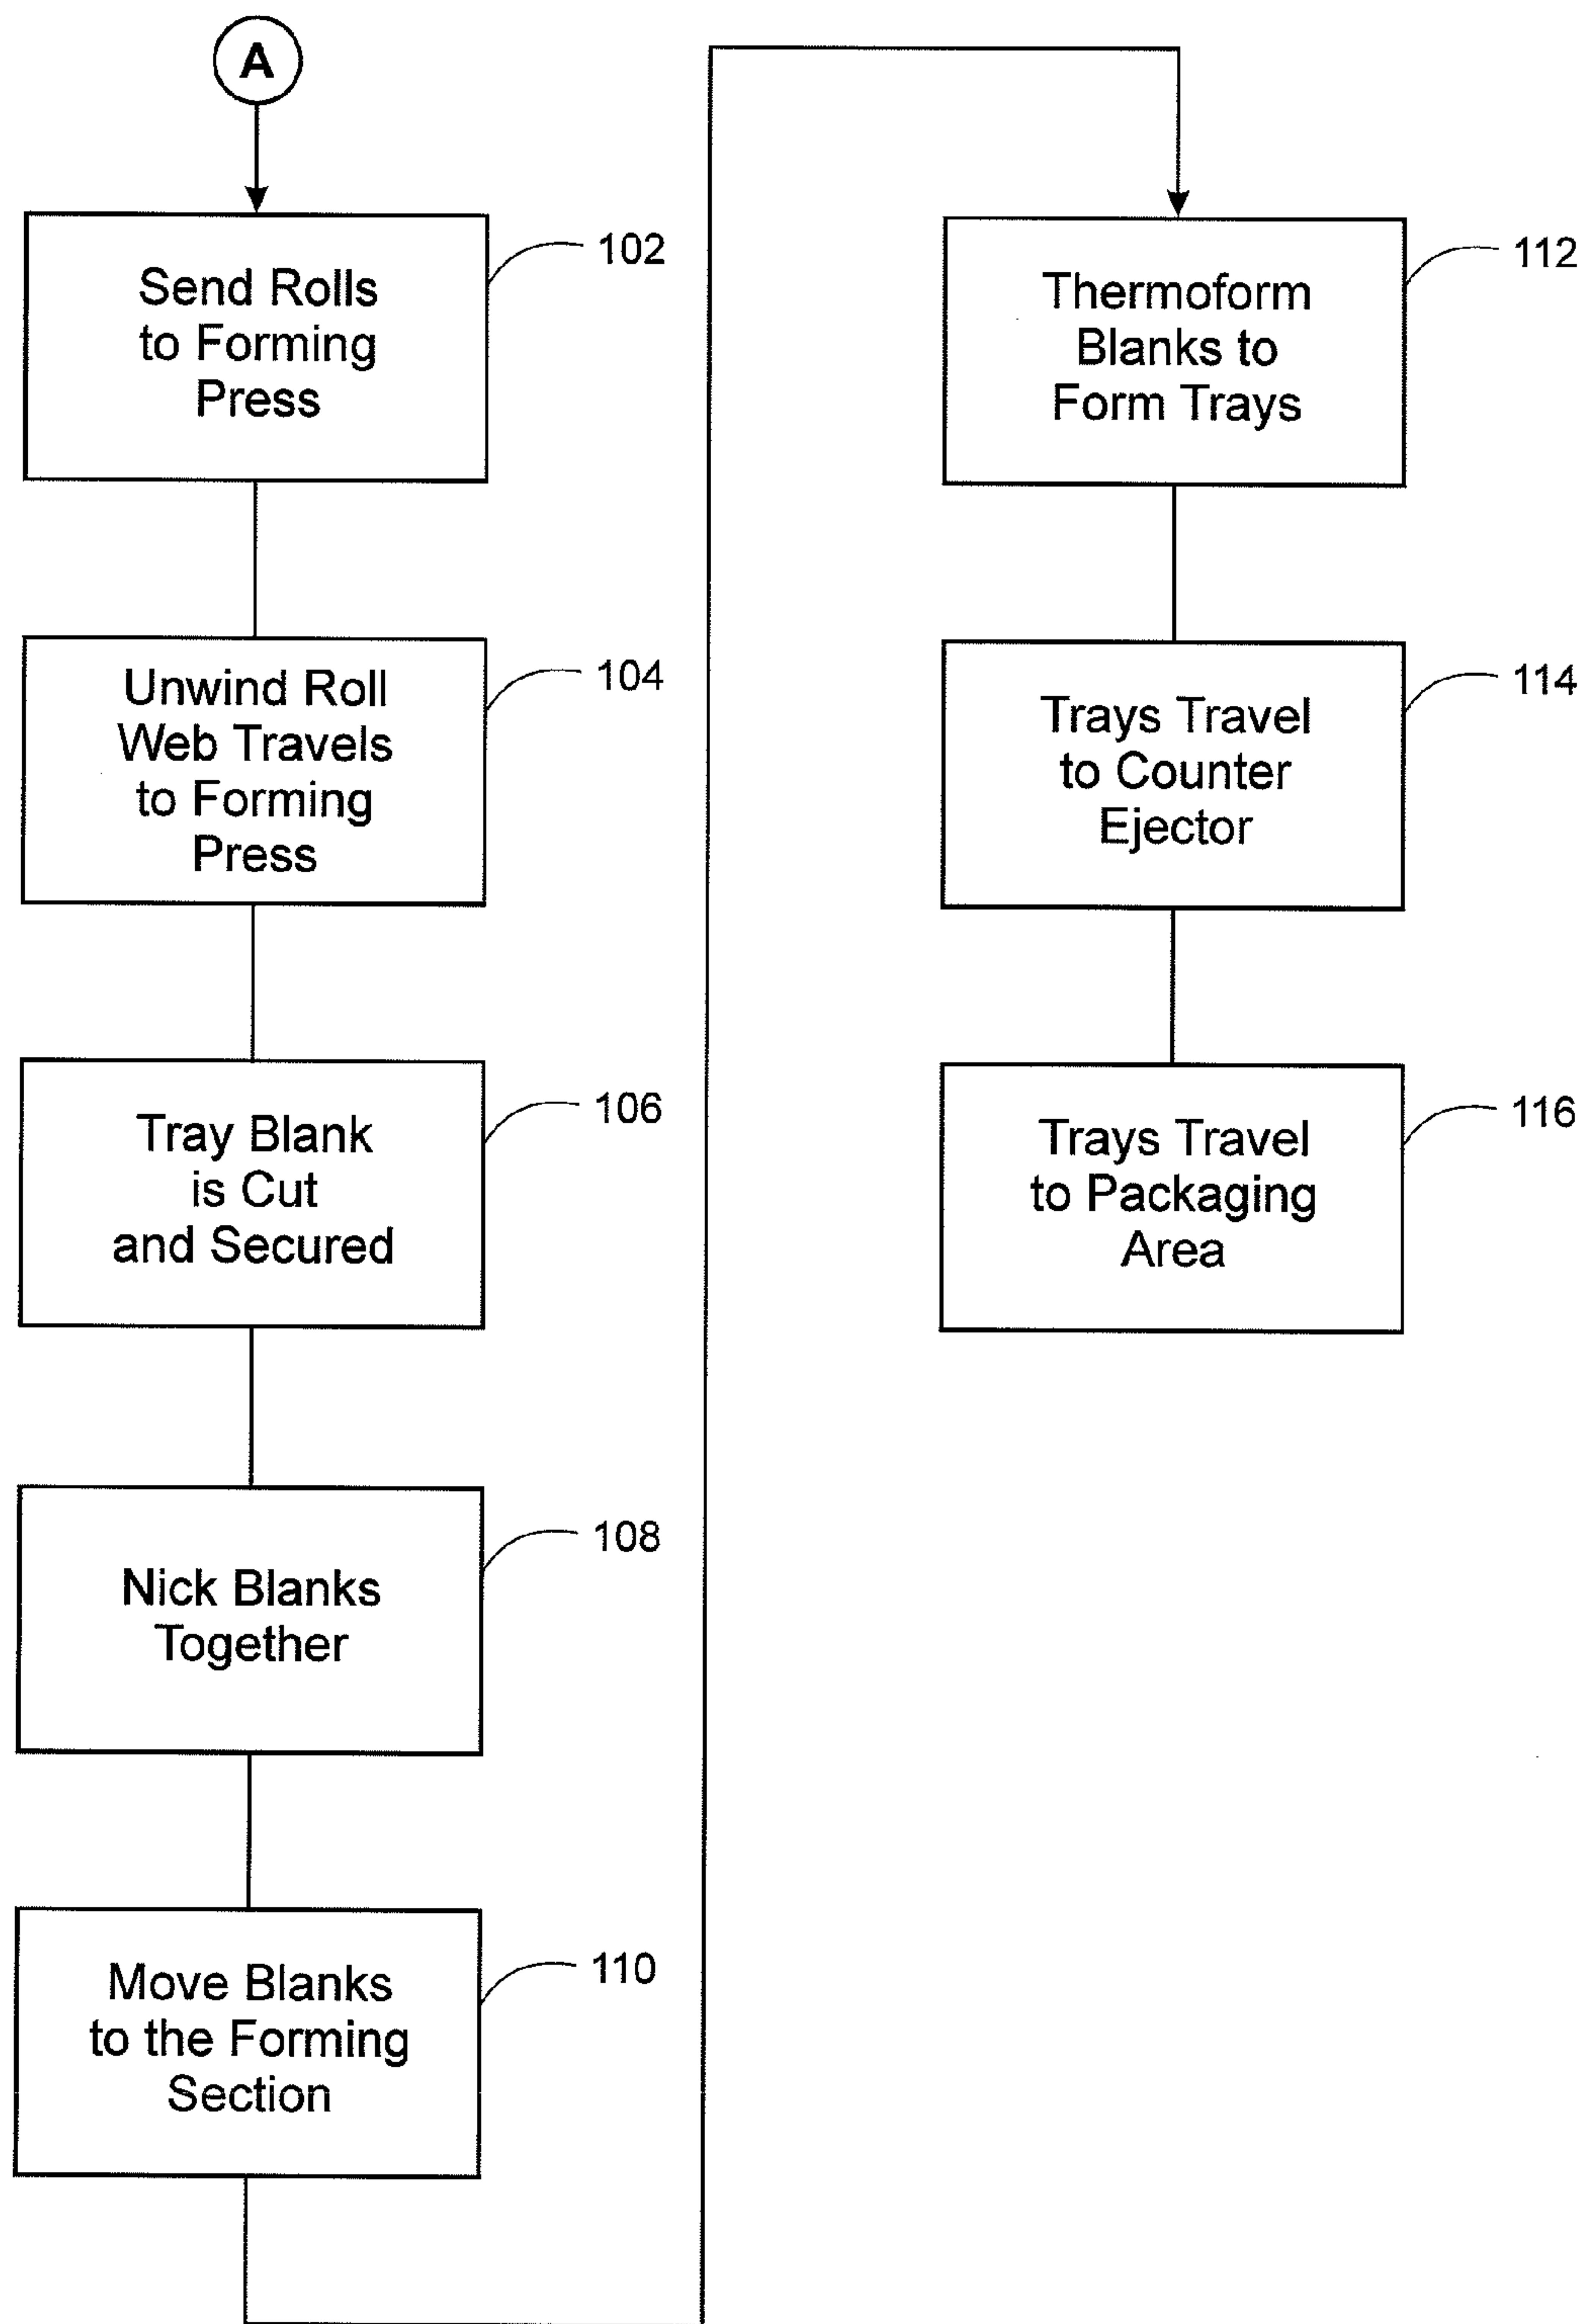 A
Send Rolls
to Forming
Press
102
Unwind Roll
Web Travels
to Forming
Press
104
Tray Blank
is Cut
and Secured
106
Nick Blanks
Together
108
Move Blanks
to the Forming
Section
110
Thermoform
Blanks to
Form Trays
112
Trays Travel
to Counter
Ejector
114
Trays Travel
to Packaging
Area
116